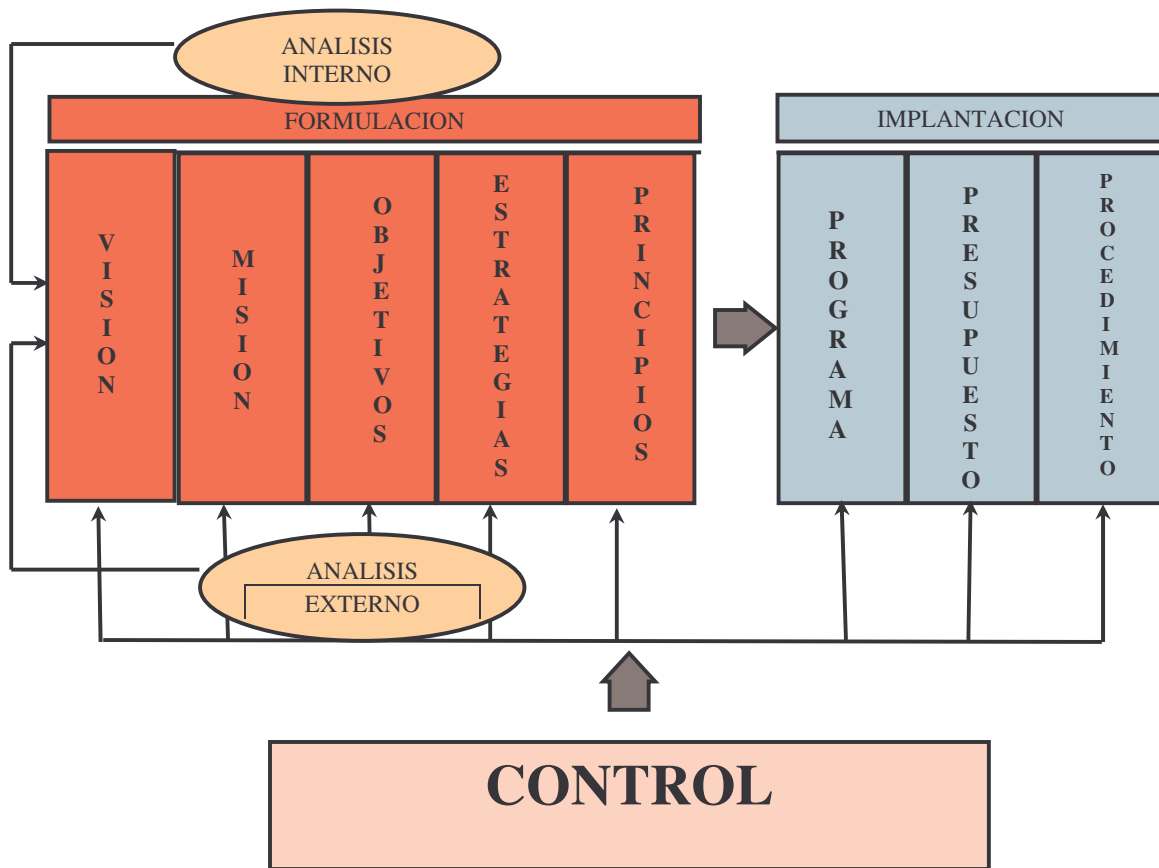 ANALISIS
INTERNO
FORMULACION
IMPLANTACION
VISION
MISION
OBJETIVOS
ESTRATEGIAS
PRINCIPIOS
PROGRAMA
PRESUPUESTO
PROCEDIMIENTO
ANALISIS
EXTERNO
CONTROL